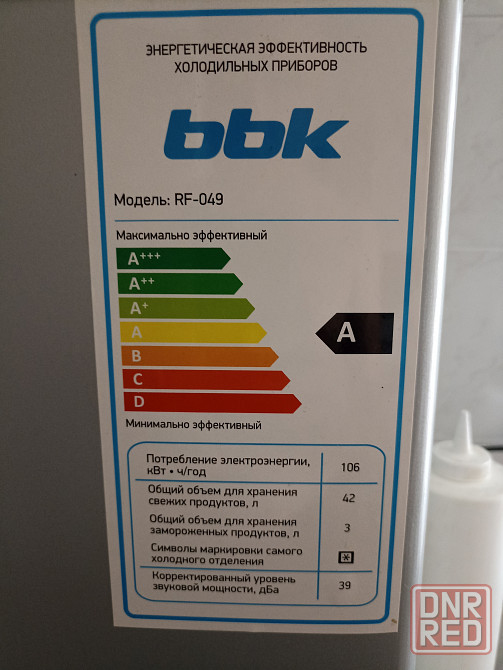 ЭНЕРГЕТИЧЕСКАЯ ЭФФЕКТИВНОСТЬ
ХОЛОДИЛЬНЫХ ПРИБОРОВ
bbk
Модель: RF-049
Максимально эффективный
A+++
A++
A+
A
A
B
C
D
Минимально эффективный
Потребление электроэнергии,
кВт • ч/год
106
Общий объем для хранения
свежих продуктов, л
42
Общий объем для хранения
замороженных продуктов, л
3
Символы маркировки самого
холодного отделения
Корректированный уровень
звуковой мощности, дБа
39
DNR
RED